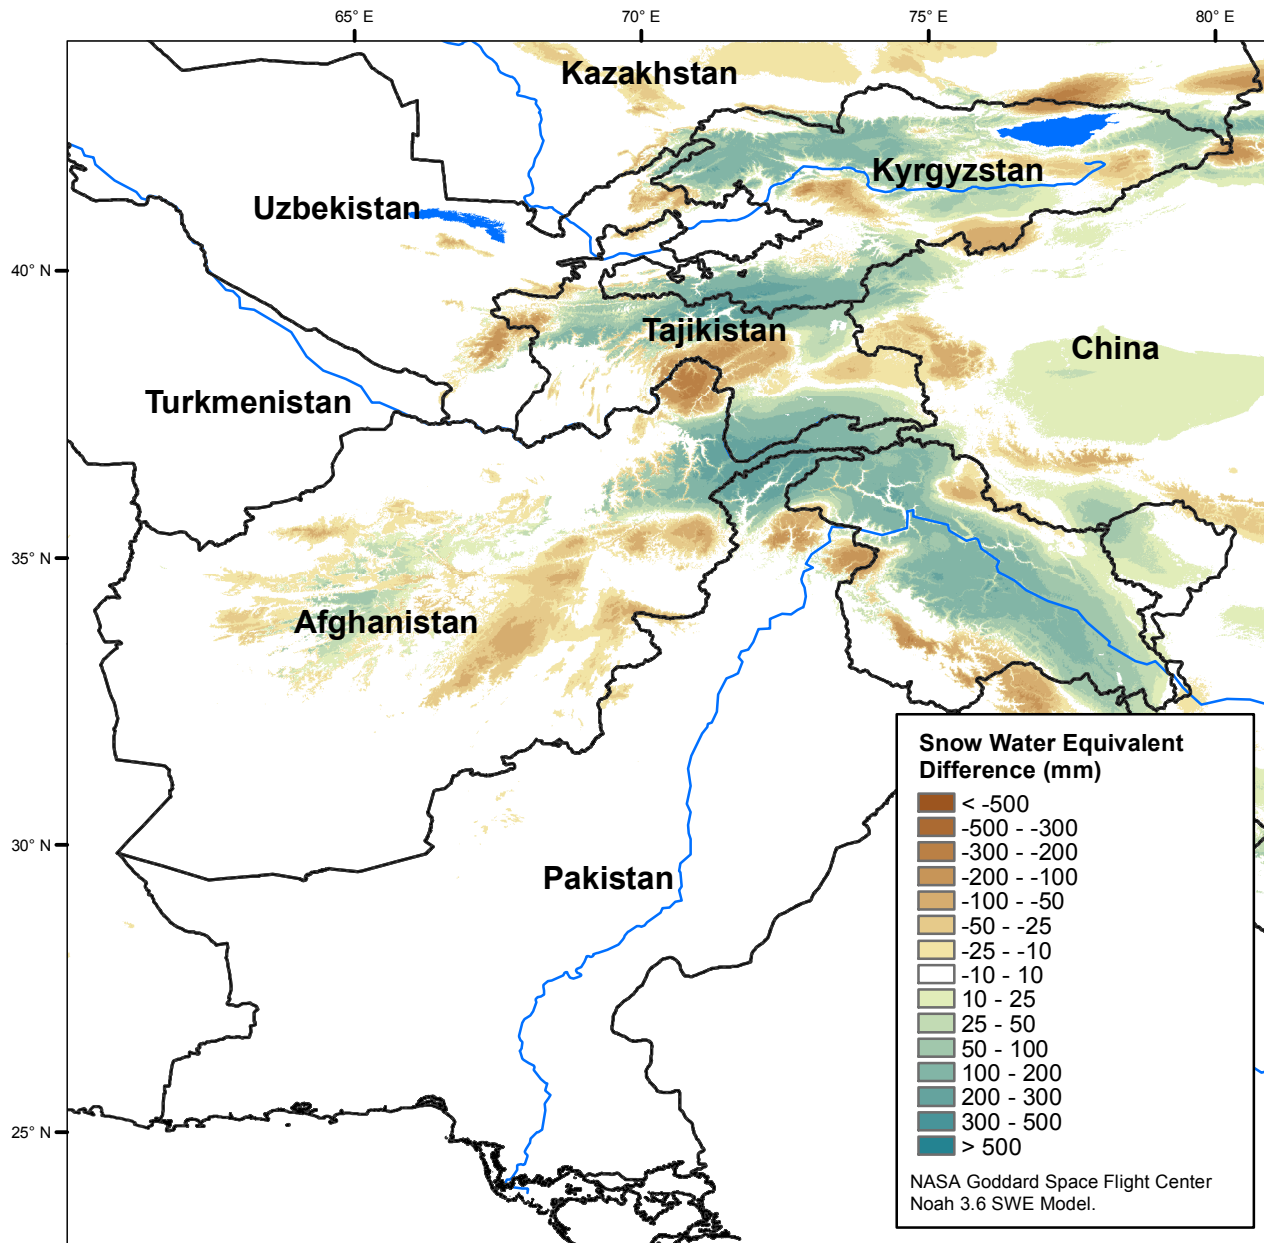 65° E
70° E
75° E
80° E
Kazakhstan
Kyrgyzstan
Uzbekistan
40° N
Tajikistan
China
Turkmenistan
35° N
Afghanistan
Snow Water Equivalent
Difference (mm)
< -500
-500 - -300
-300 - -200
-200 - -100
-100 - -50
-50 - -25
-25 - -10
-10 - 10
10 - 25
25 - 50
50 - 100
100 - 200
200 - 300
300 - 500
> 500
NASA Goddard Space Flight Center
Noah 3.6 SWE Model.
30° N
Pakistan
25° N